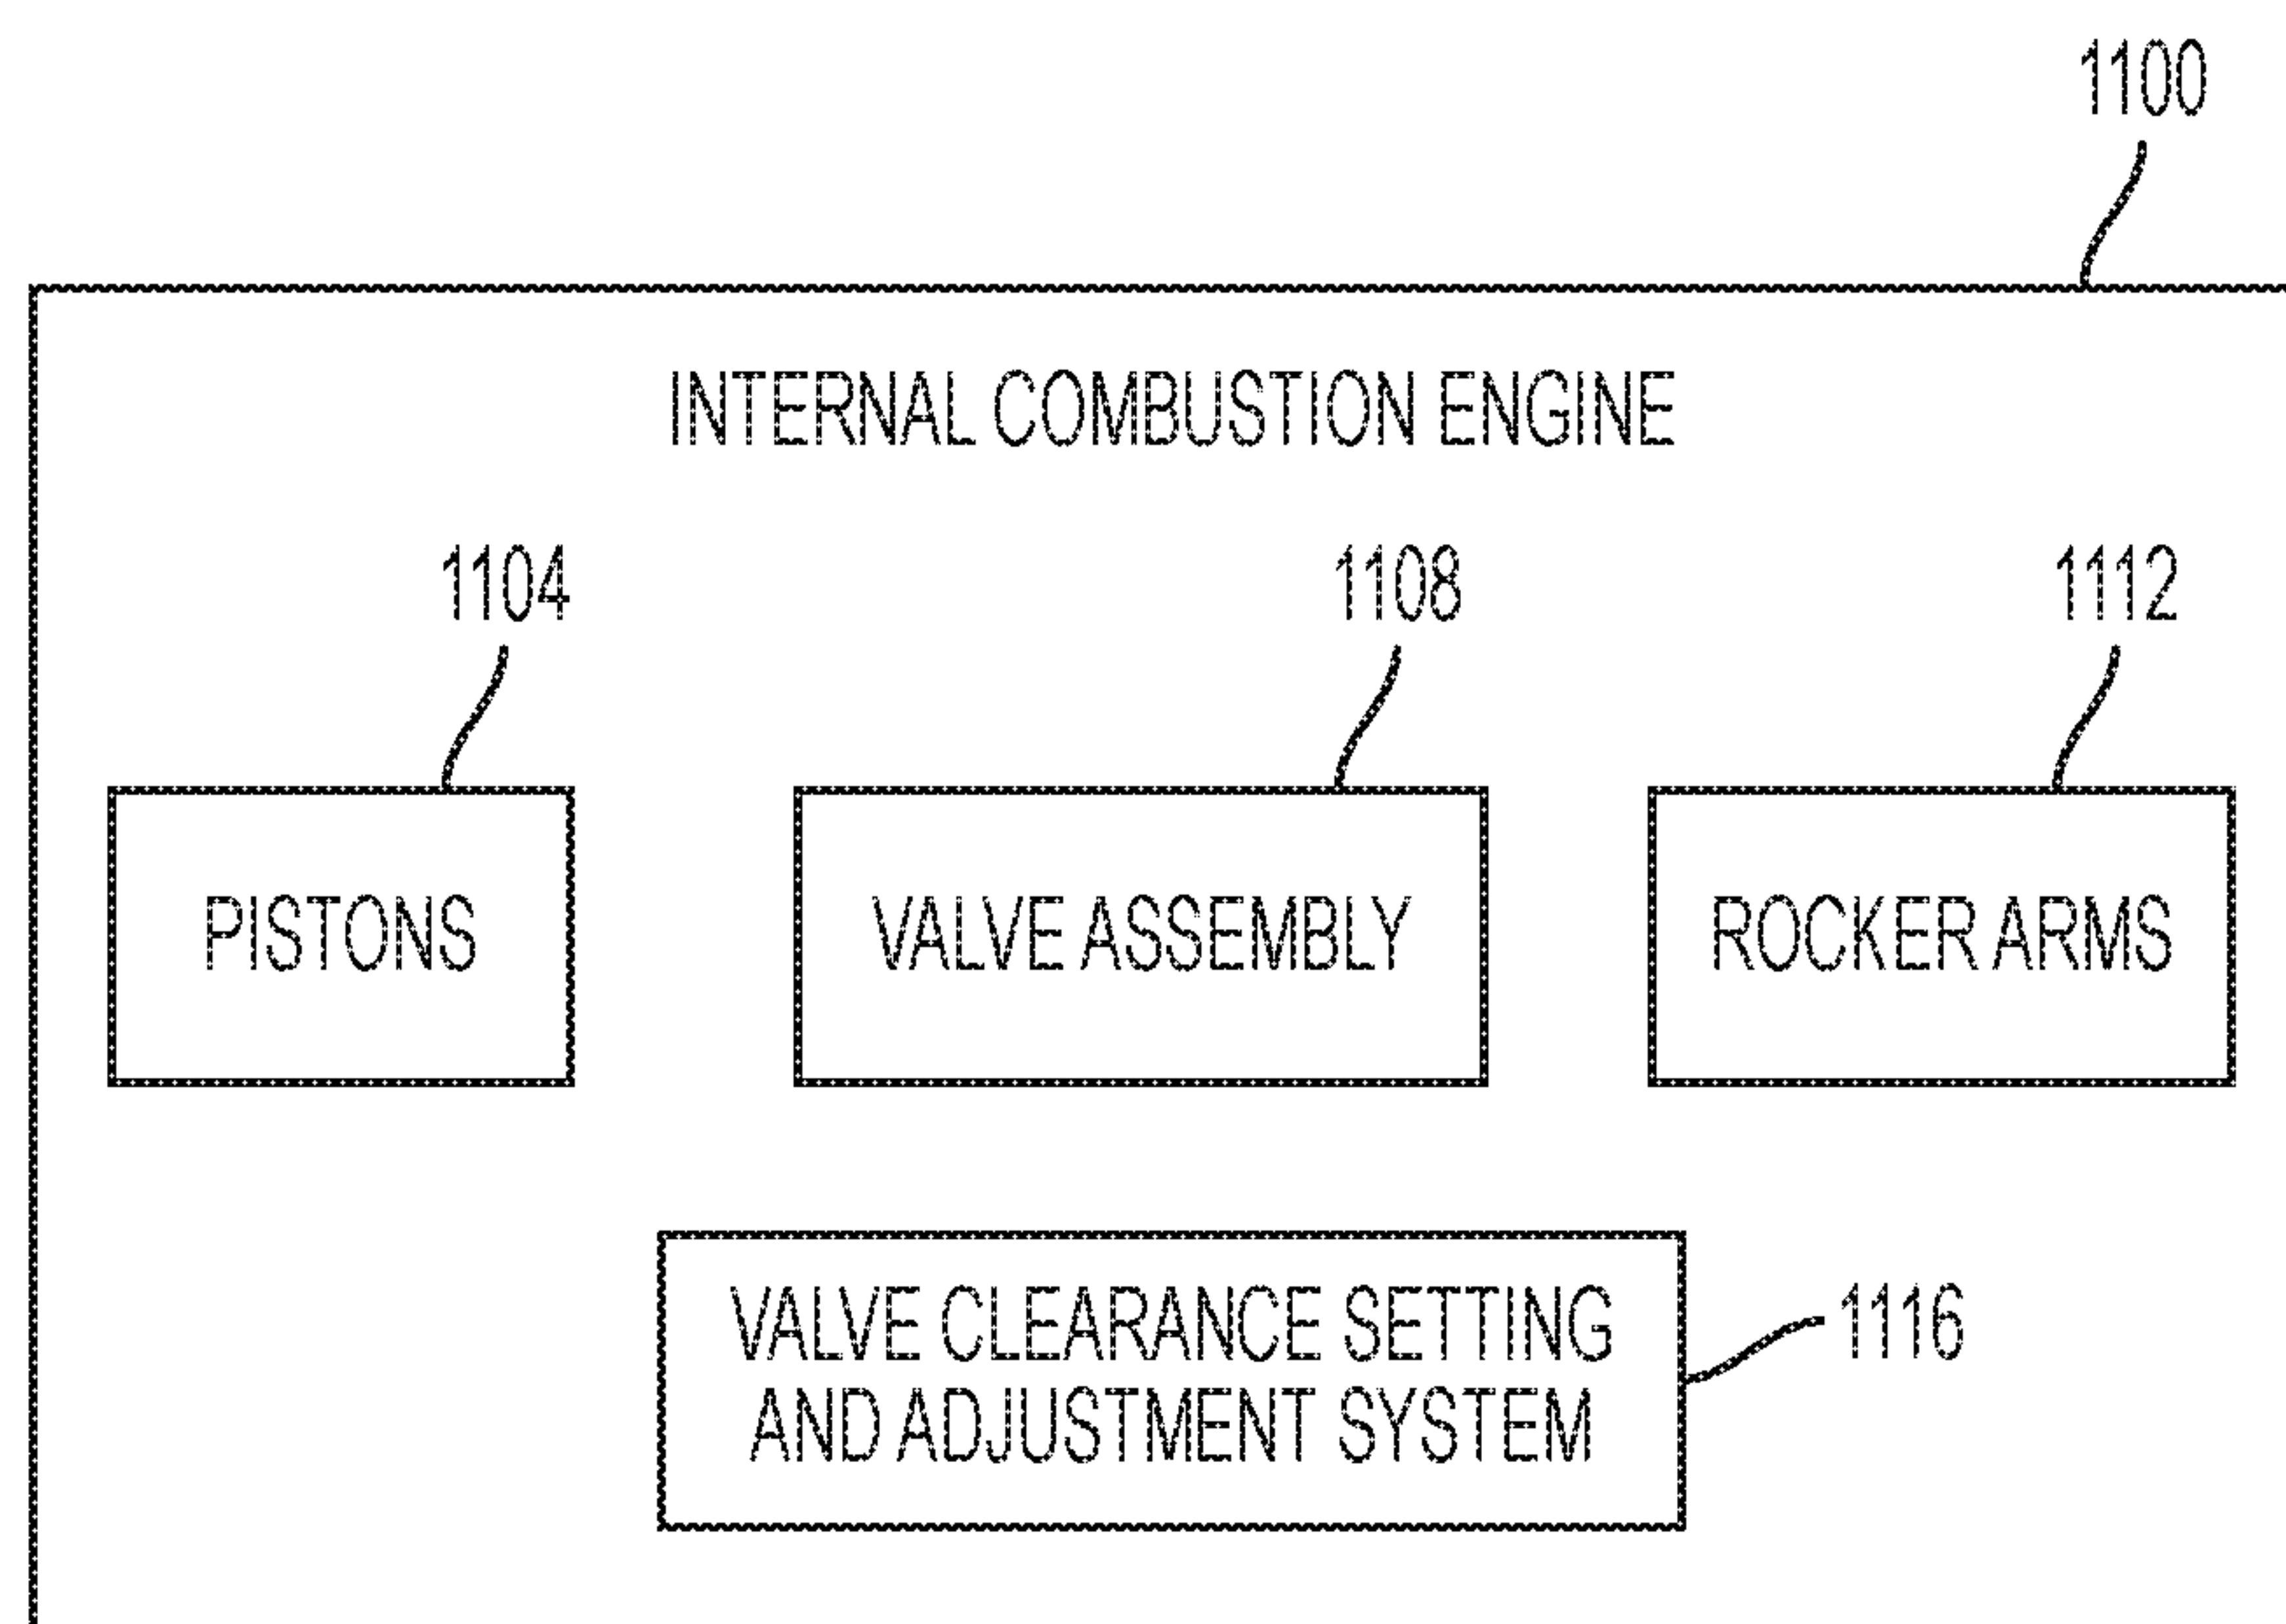 1100
INTERNAL COMBUSTION ENGINE
1104
1108
1112
PISTONS
VALVE ASSEMBLY
ROCKER ARMS
VALVE CLEARANCE SETTING
AND ADJUSTMENT SYSTEM
1116